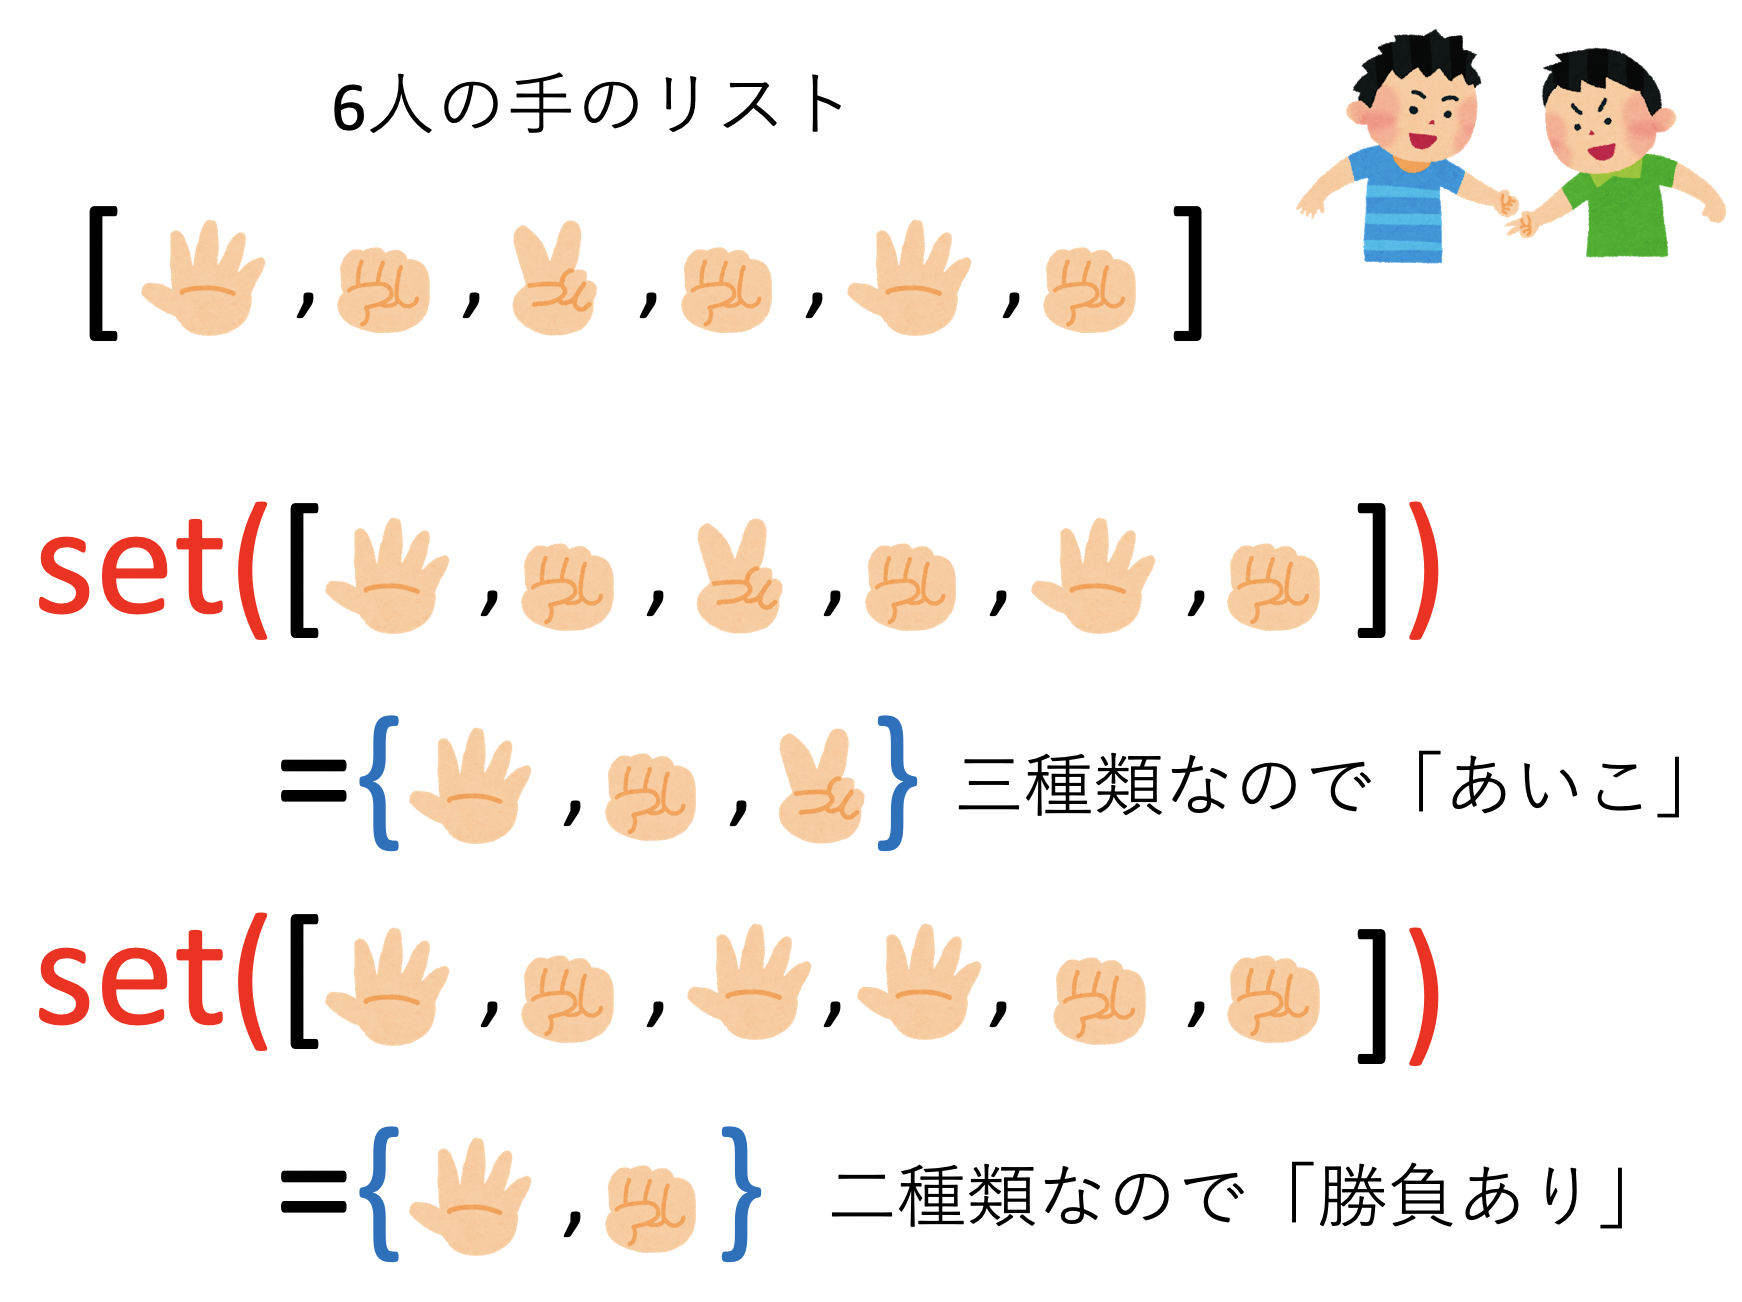 6人の手のリスト
[ , , , , , ]
set([ , , , , , ])
={ , , } 三種類なので「あいこ」
set([ , , , , , ])
={ , } 二種類なので「勝負あり」